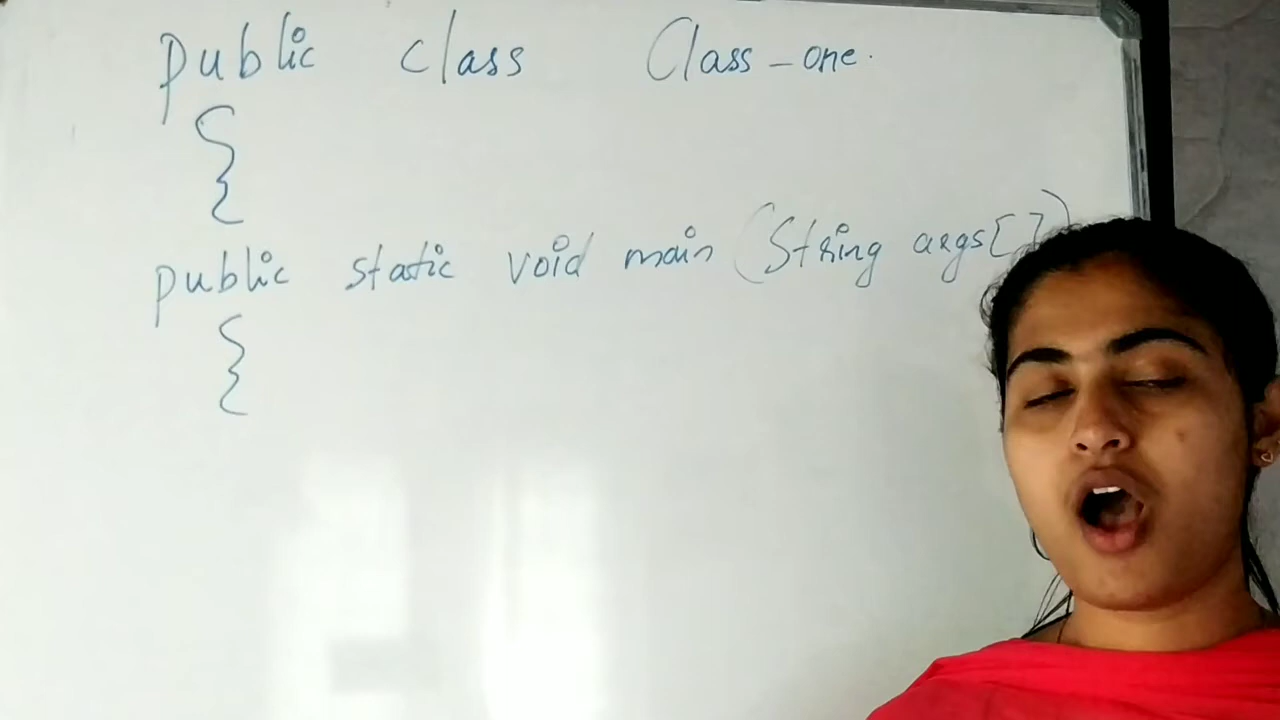 public class Class-one.
{
public static void main (String args[])
{